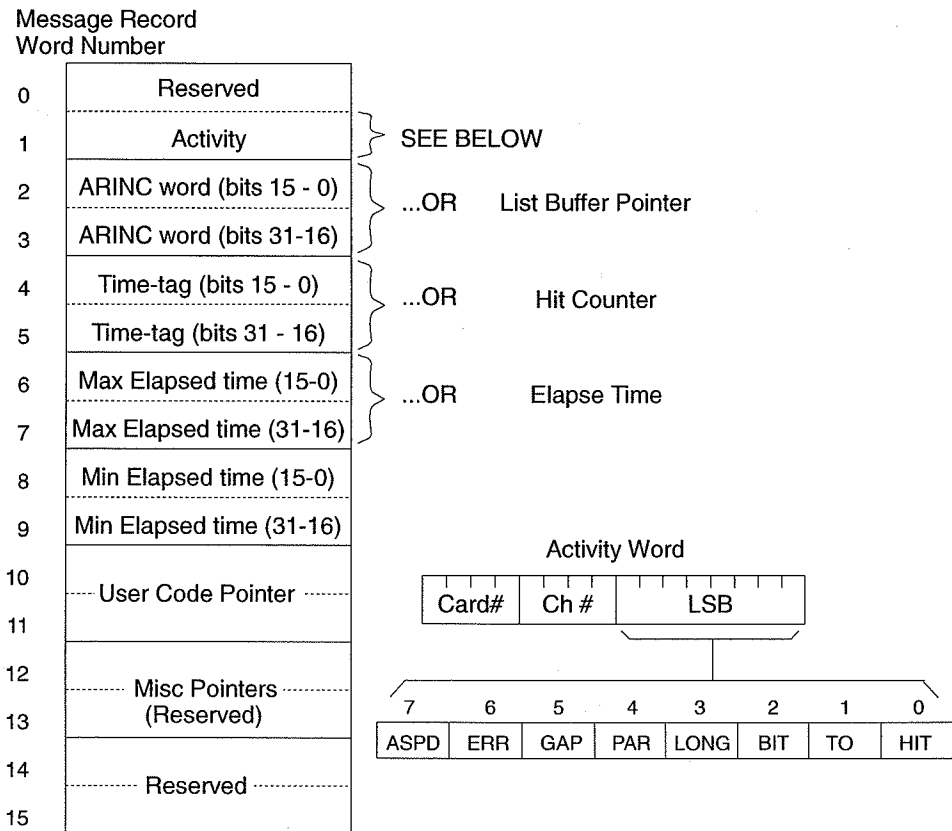 Message Record
Word Number
0 Reserved
1 Activity SEE BELOW
2 ARINC word (bits 15 - 0)
...OR List Buffer Pointer
3 ARINC word (bits 31-16)
4 Time-tag (bits 15 - 0)
...OR Hit Counter
5 Time-tag (bits 31 - 16)
6 Max Elapsed time (15-0)
...OR Elapse Time
7 Max Elapsed time (31-16)
8 Min Elapsed time (15-0)
9 Min Elapsed time (31-16)
10
User Code Pointer
11
12
Misc Pointers
(Reserved)
13
14
Reserved
15
Activity Word
Card# Ch # LSB
7 6 5 4 3 2 1 0
ASPD ERR GAP PAR LONG BIT TO HIT